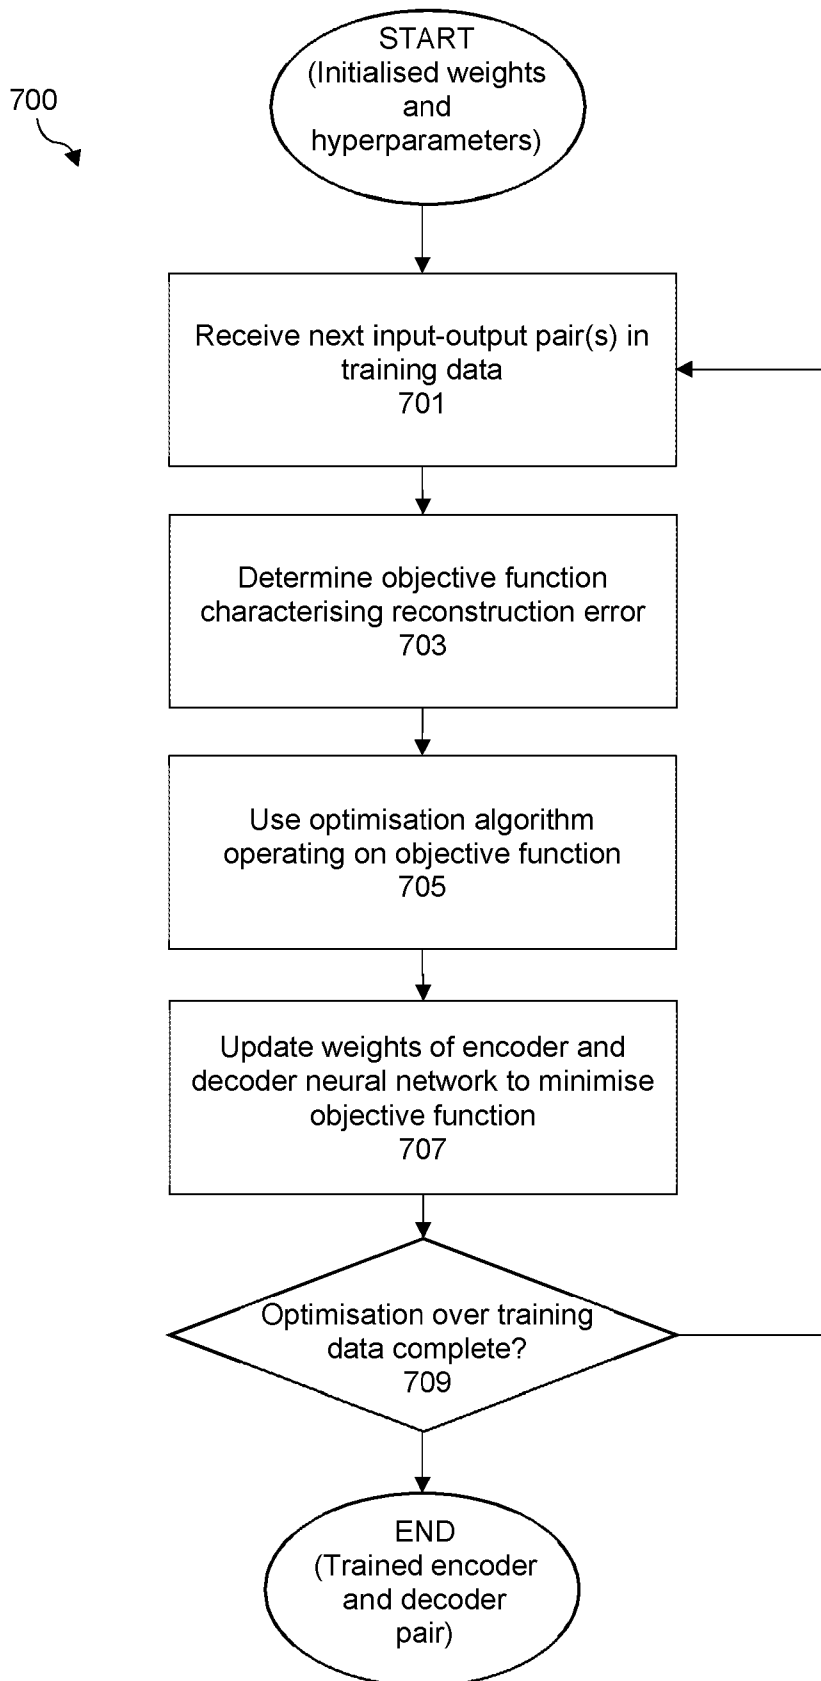 START
(Initialised weights
and
hyperparameters)
700
Receive next input-output pair(s) in
training data
701
Determine objective function
characterising reconstruction error
703
Use optimisation algorithm
operating on objective function
705
Update weights of encoder and
decoder neural network to minimise
objective function
707
Optimisation over training
data complete?
709
END
(Trained encoder
and decoder
pair)